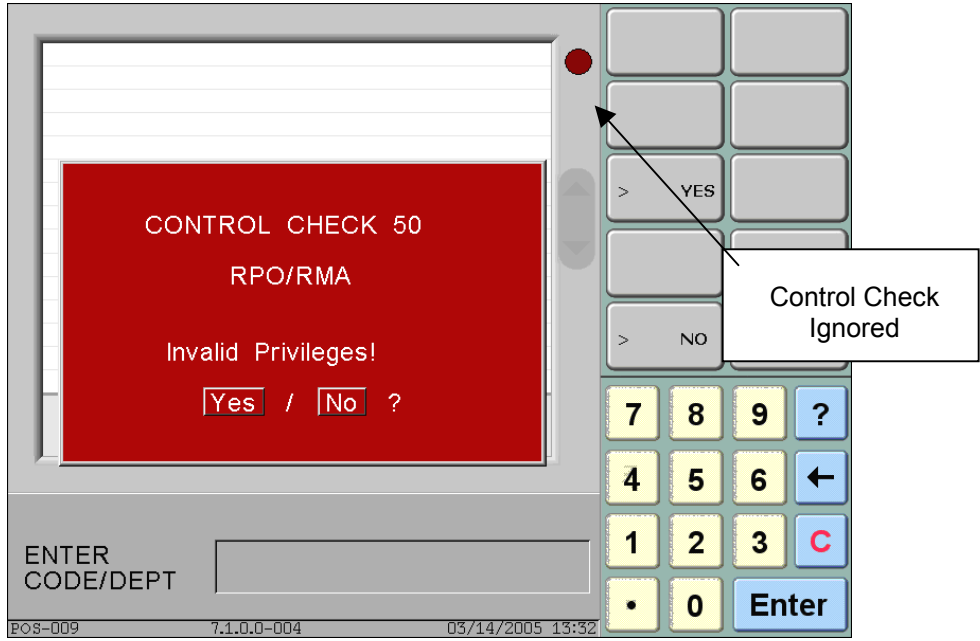 CONTROL CHECK 50
RPO/RMA
Invalid Privileges!
Yes / No ?
> YES
> NO
Control Check
Ignored
7 8 9 ?
4 5 6 ←
1 2 3 C
• 0 Enter
ENTER
CODE/DEPT
POS-009 7.1.0.0-004 03/14/2005 13:32